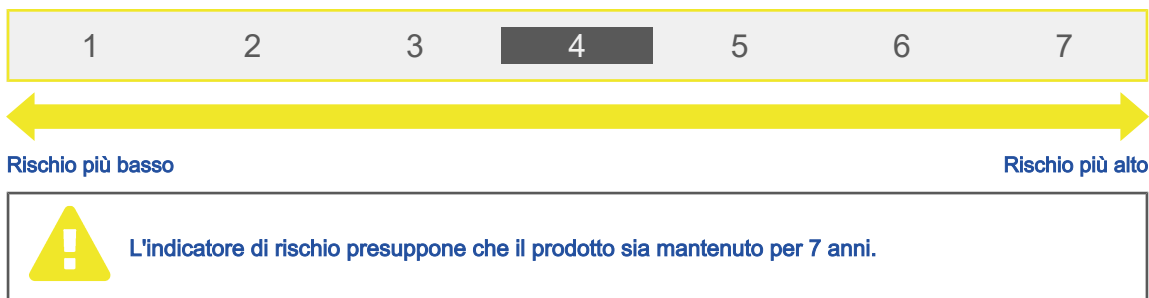 1 2 3 4 5 6 7
Rischio più basso Rischio più alto
L'indicatore di rischio presuppone che il prodotto sia mantenuto per 7 anni.